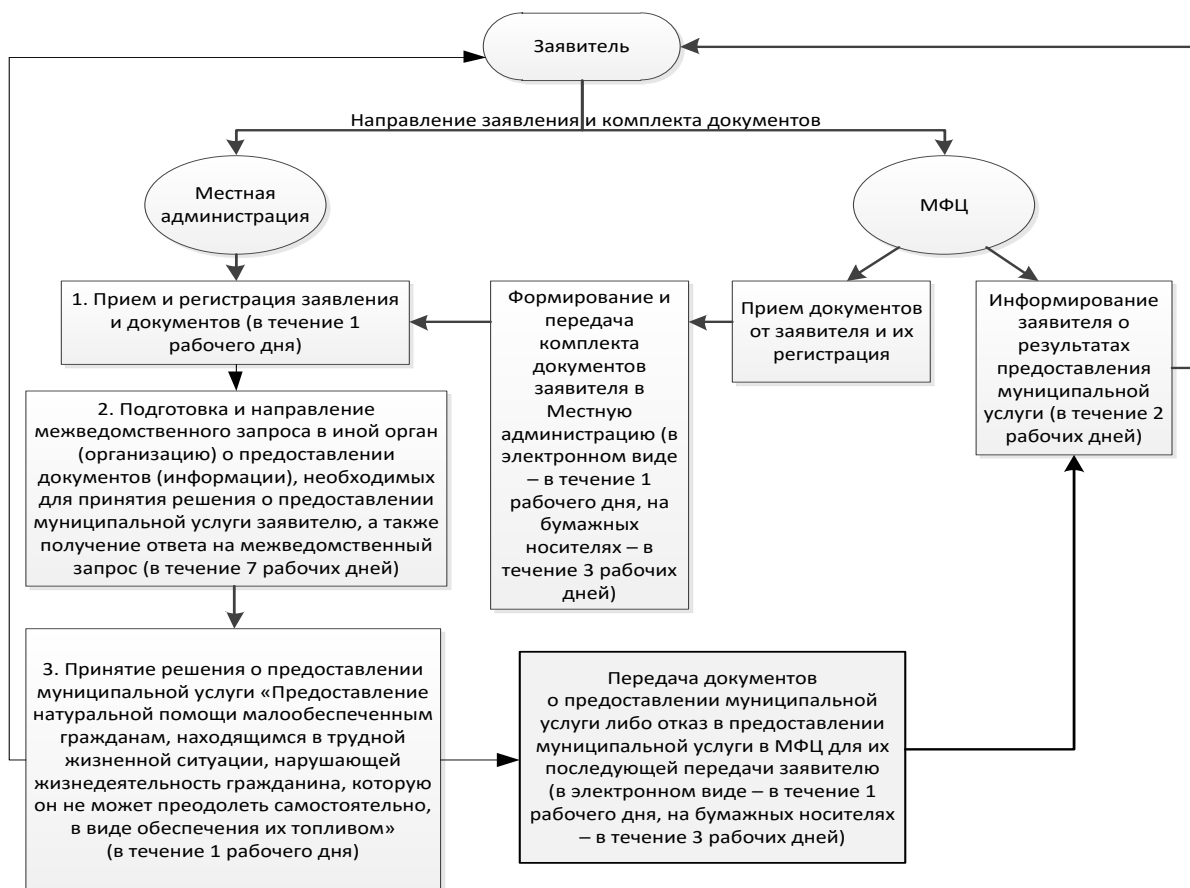 Заявитель
Направление заявления и комплекта документов
Местная
администрация
МФЦ
1. Прием и регистрация заявления
и документов (в течение 1
рабочего дня)
Формирование и
передача
комплекта
документов
заявителя в
Местную
администрацию (в
электронном виде
– в течение 1
рабочего дня, на
бумажных
носителях – в
течение 3 рабочих
дней)
Прием документов
от заявителя и их
регистрация
Информирование
заявителя о
результатах
предоставления
муниципальной
услуги (в течение 2
рабочих дней)
2. Подготовка и направление
межведомственного запроса в иной орган
(организацию) о предоставлении
документов (информации), необходимых
для принятия решения о предоставлении
муниципальной услуги заявителю, а также
получение ответа на межведомственный
запрос (в течение 7 рабочих дней)
3. Принятие решения о предоставлении
муниципальной услуги «Предоставление
натуральной помощи малообеспеченным
гражданам, находящимся в трудной
жизненной ситуации, нарушающей
жизнедеятельность гражданина, которую
он не может преодолеть самостоятельно,
в виде обеспечения их топливом»
(в течение 1 рабочего дня)
Передача документов
о предоставлении муниципальной
услуги либо отказ в предоставлении
муниципальной услуги в МФЦ для их
последующей передачи заявителю
(в электронном виде – в течение 1
рабочего дня, на бумажных носителях
– в течение 3 рабочих дней)